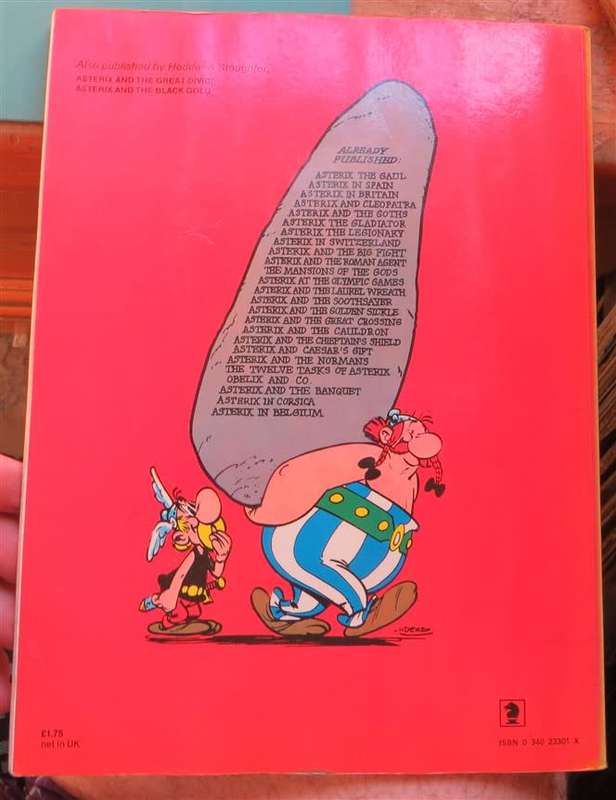 Also published by Hodder & Stoughton
ASTERIX AND THE GREAT DIVIDE
ASTERIX AND THE BLACK GOLD
ALREADY
PUBLISHED:
ASTERIX THE GAUL
ASTERIX IN SPAIN
ASTERIX IN BRITAIN
ASTERIX AND CLEOPATRA
ASTERIX AND THE GOTHS
ASTERIX THE GLADIATOR
ASTERIX THE LEGIONARY
ASTERIX IN SWITZERLAND
ASTERIX AND THE BIG FIGHT
ASTERIX AND THE ROMAN AGENT
THE MANSIONS OF THE GODS
ASTERIX AT THE OLYMPIC GAMES
ASTERIX AND THE LAUREL WREATH
ASTERIX AND THE SOOTHSAYER
ASTERIX AND THE GOLDEN SICKLE
ASTERIX AND THE GREAT CROSSING
ASTERIX AND THE CAULDRON
ASTERIX AND THE CHIEFTAIN'S SHIELD
ASTERIX AND CAESAR'S GIFT
ASTERIX AND THE NORMANS
THE TWELVE TASKS OF ASTERIX
OBELIX AND CO.
ASTERIX AND THE BANQUET
ASTERIX IN CORSICA
ASTERIX IN BELGIUM
UDERZO
£1.75
net in UK
ISBN 0 340 23301 X